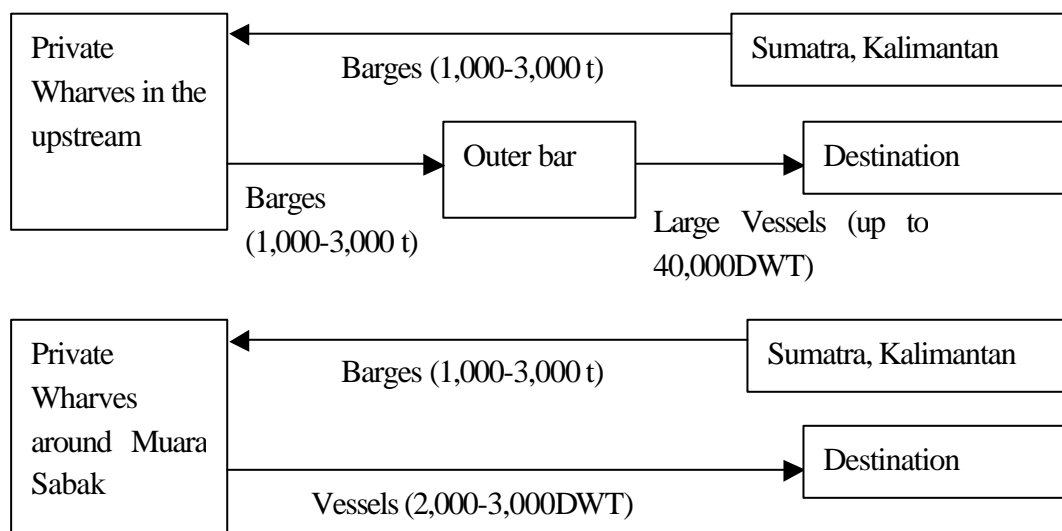 Private
Wharves in the
upstream
Sumatra, Kalimantan
Barges (1,000-3,000 t)
Outer bar
Destination
Barges
(1,000-3,000 t)
Large Vessels (up to
40,000DWT)
Private
Wharves
around Muara
Sabak
Sumatra, Kalimantan
Barges (1,000-3,000 t)
Destination
Vessels (2,000-3,000DWT)